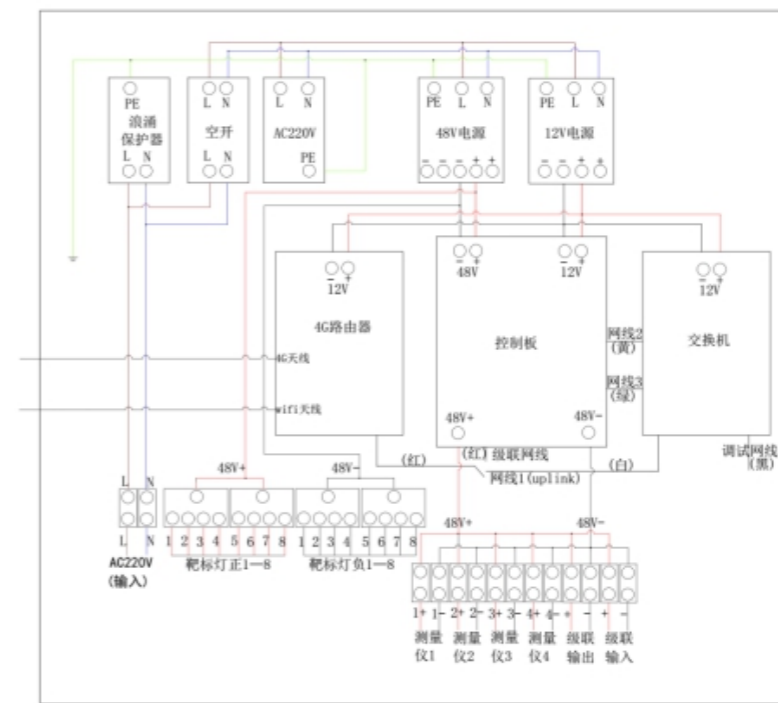 PE
浪涌
保护器
L N
L N
空开
L N
AC220V
PE
PE L N
48V电源
- - - + +
PE L N
12V电源
- - + +
- +
12V
4G路由器
4G天线
wifi天线
- +
48V
- +
12V
控制板
48V+
48V-
- +
12V
交换机
网线2
(黄)
网线3
(绿)
(红)
(红)
级联网线
网线1(uplink)
(白)
调试网线
(黑)
L N
L N
AC220V
(输入)
48V+
48V-
1 2 3 4 5 6 7 8
靶标灯正1—8
1 2 3 4 5 6 7 8
靶标灯负1—8
48V+
48V-
1+ 1- 2+ 2- 3+ 3- 4+ 4- + - + -
测量 测量 测量 测量 级联 级联
仪1 仪2 仪3 仪4 输出 输入